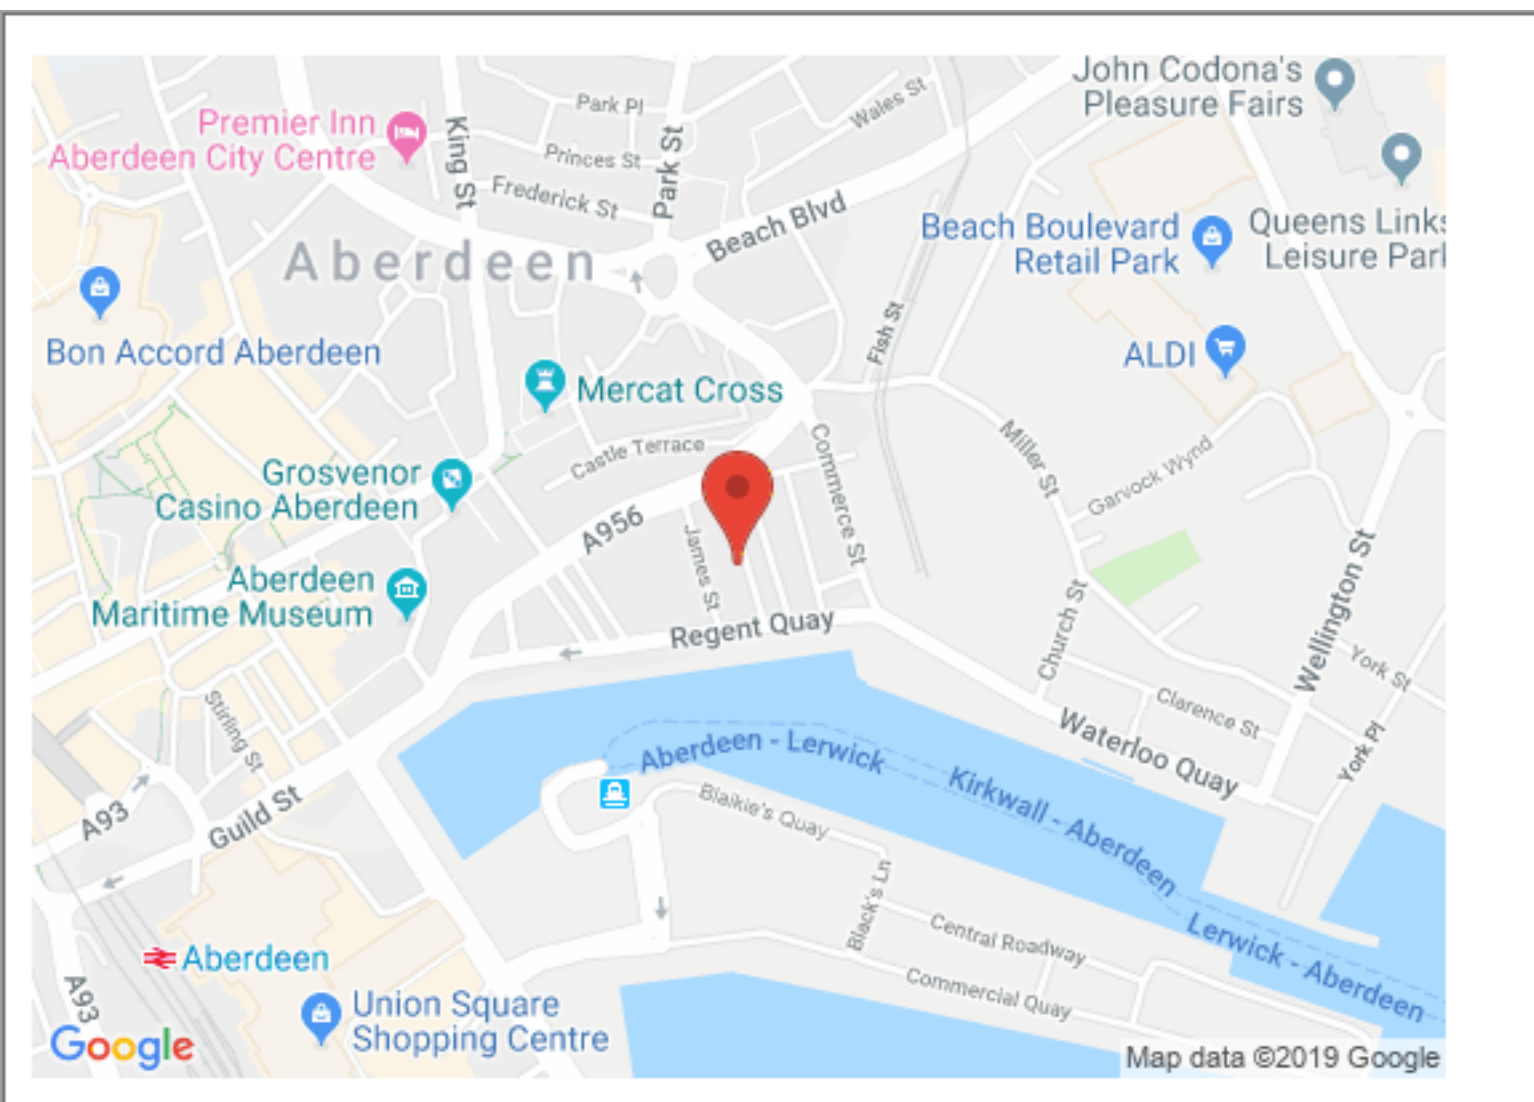 John Codona's
Pleasure Fairs
Premier Inn
Aberdeen City Centre
King St
Park Pl
Princes St
Frederick St
Park St
Wales St
Beach Blvd
Beach Boulevard
Retail Park
Queens Links
Leisure Park
Aberdeen
Bon Accord Aberdeen
Fish St
ALDI
Mercat Cross
Castle Terrace
Commerce St
Miller St
Garvock Wynd
Grosvenor
Casino Aberdeen
A956
James St
Aberdeen
Maritime Museum
Regent Quay
Church St
Wellington St
York St
Clarence St
York Pl
Waterloo Quay
Stirling St
Guild St
A93
Aberdeen - Lerwick
Kirkwall - Aberdeen
Blaikie's Quay
Black's Ln
Central Roadway
Lerwick - Aberdeen
Commercial Quay
Aberdeen
A93
Union Square
Shopping Centre
Google
Map data ©2019 Google